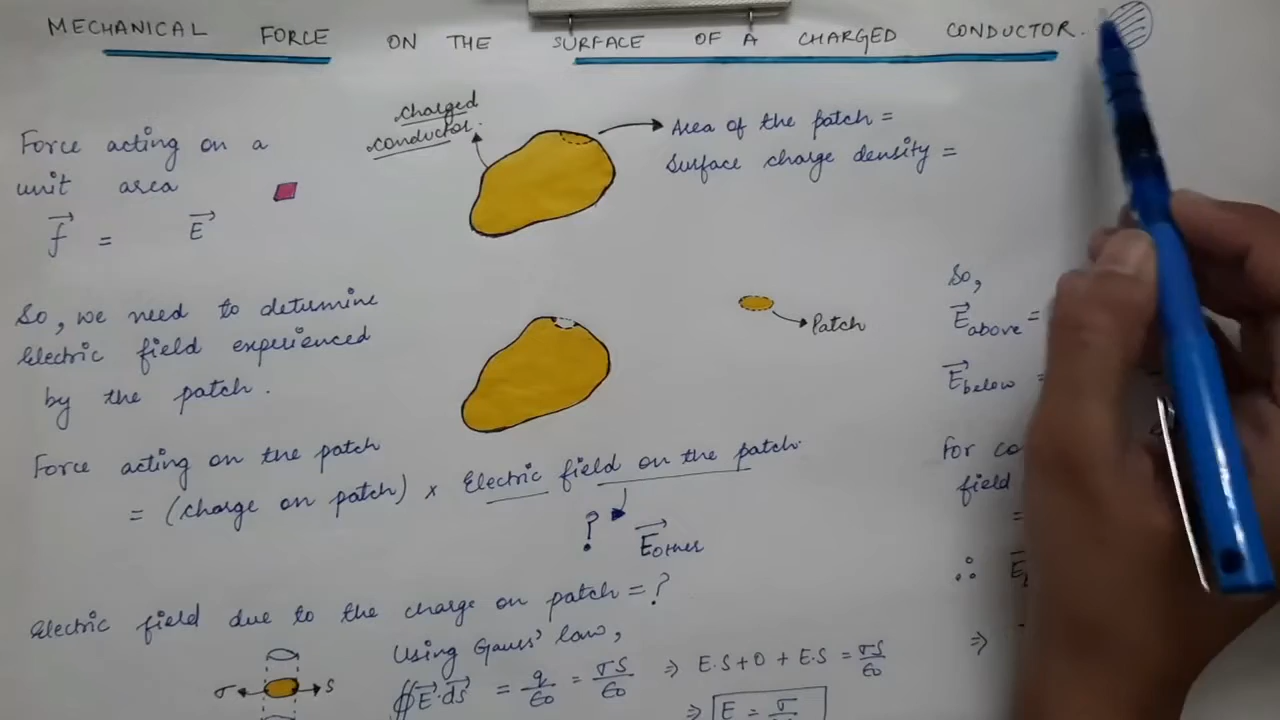 MECHANICAL FORCE ON THE SURFACE OF A CHARGED CONDUCTOR.
Force acting on a
unit area
f⃗ = E⃗
charged
conductor.
Area of the patch =
Surface charge density =
So, we need to determine
Electric field experienced
by the patch.
Patch
So,
E⃗above =
E⃗below =
Force acting on the patch
= (charge on patch) × Electric field on the patch.
? E⃗other
For
field
=
∴
⇒
Electric field due to the charge on patch = ?
σ S
Using Gauss' law,
∯E⃗·dS⃗ = q/ε0 = σS/ε0 ⇒ E.S + 0 + E.S = σS/ε0
⇒ E = σ